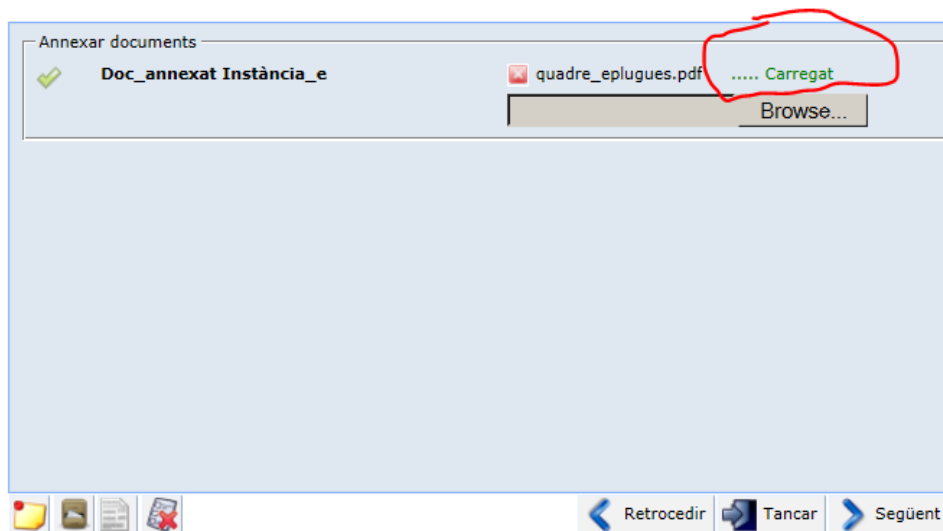 Annexar documents
Doc_annexat Instància_e quadre_eplugues.pdf ..... Carregat
Browse...
Retrocedir Tancar Següent